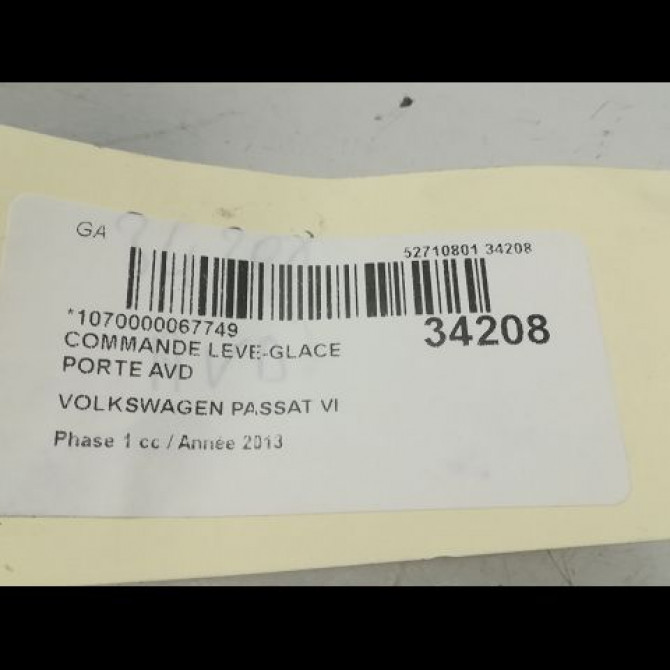 GA
52710801 34208
*1070000067749
34208
COMMANDE LEVE-GLACE
PORTE AVD
VOLKSWAGEN PASSAT VI
Phase 1 cc / Année 2013